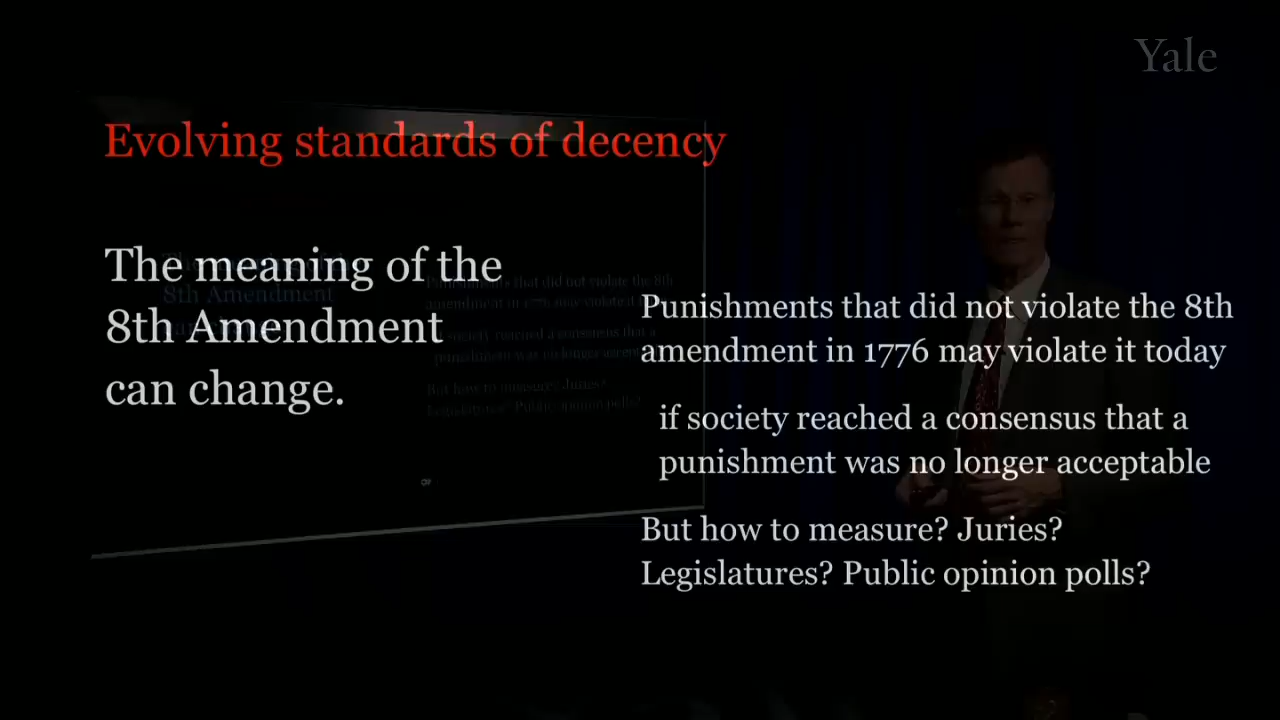 Yale
Evolving standards of decency
The meaning of the
8th Amendment
can change.
Punishments that did not violate the 8th
amendment in 1776 may violate it today
if society reached a consensus that a
punishment was no longer acceptable
But how to measure? Juries?
Legislatures? Public opinion polls?